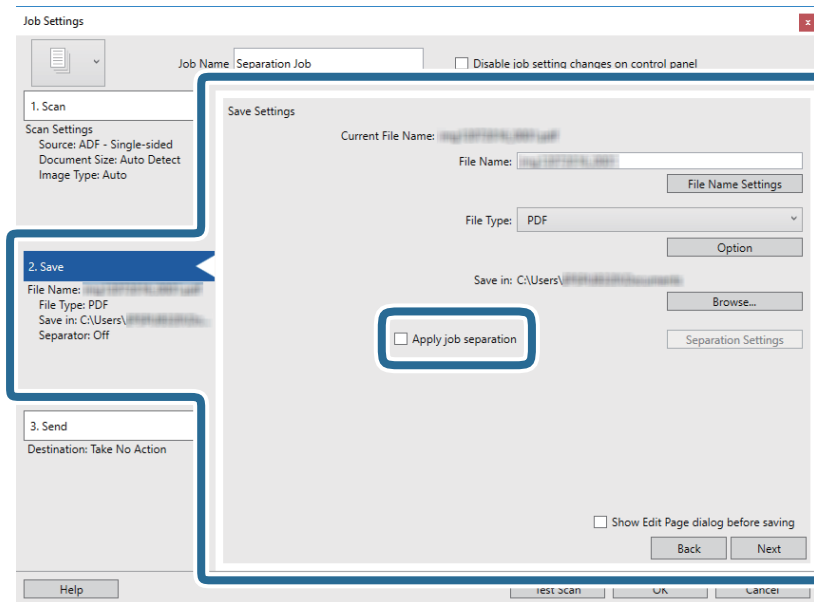 Job Settings
Job Name Separation Job
Disable job setting changes on control panel
1. Scan
Scan Settings
Source: ADF - Single-sided
Document Size: Auto Detect
Image Type: Auto
2. Save
File Name:
File Type: PDF
Save in: C:\Users\
Separator: Off
3. Send
Destination: Take No Action
Save Settings
Current File Name:
File Name:
File Name Settings
File Type: PDF
Option
Save in: C:\Users\
Browse...
Apply job separation
Separation Settings
Show Edit Page dialog before saving
Back
Next
Help
Test Scan
OK
Cancel